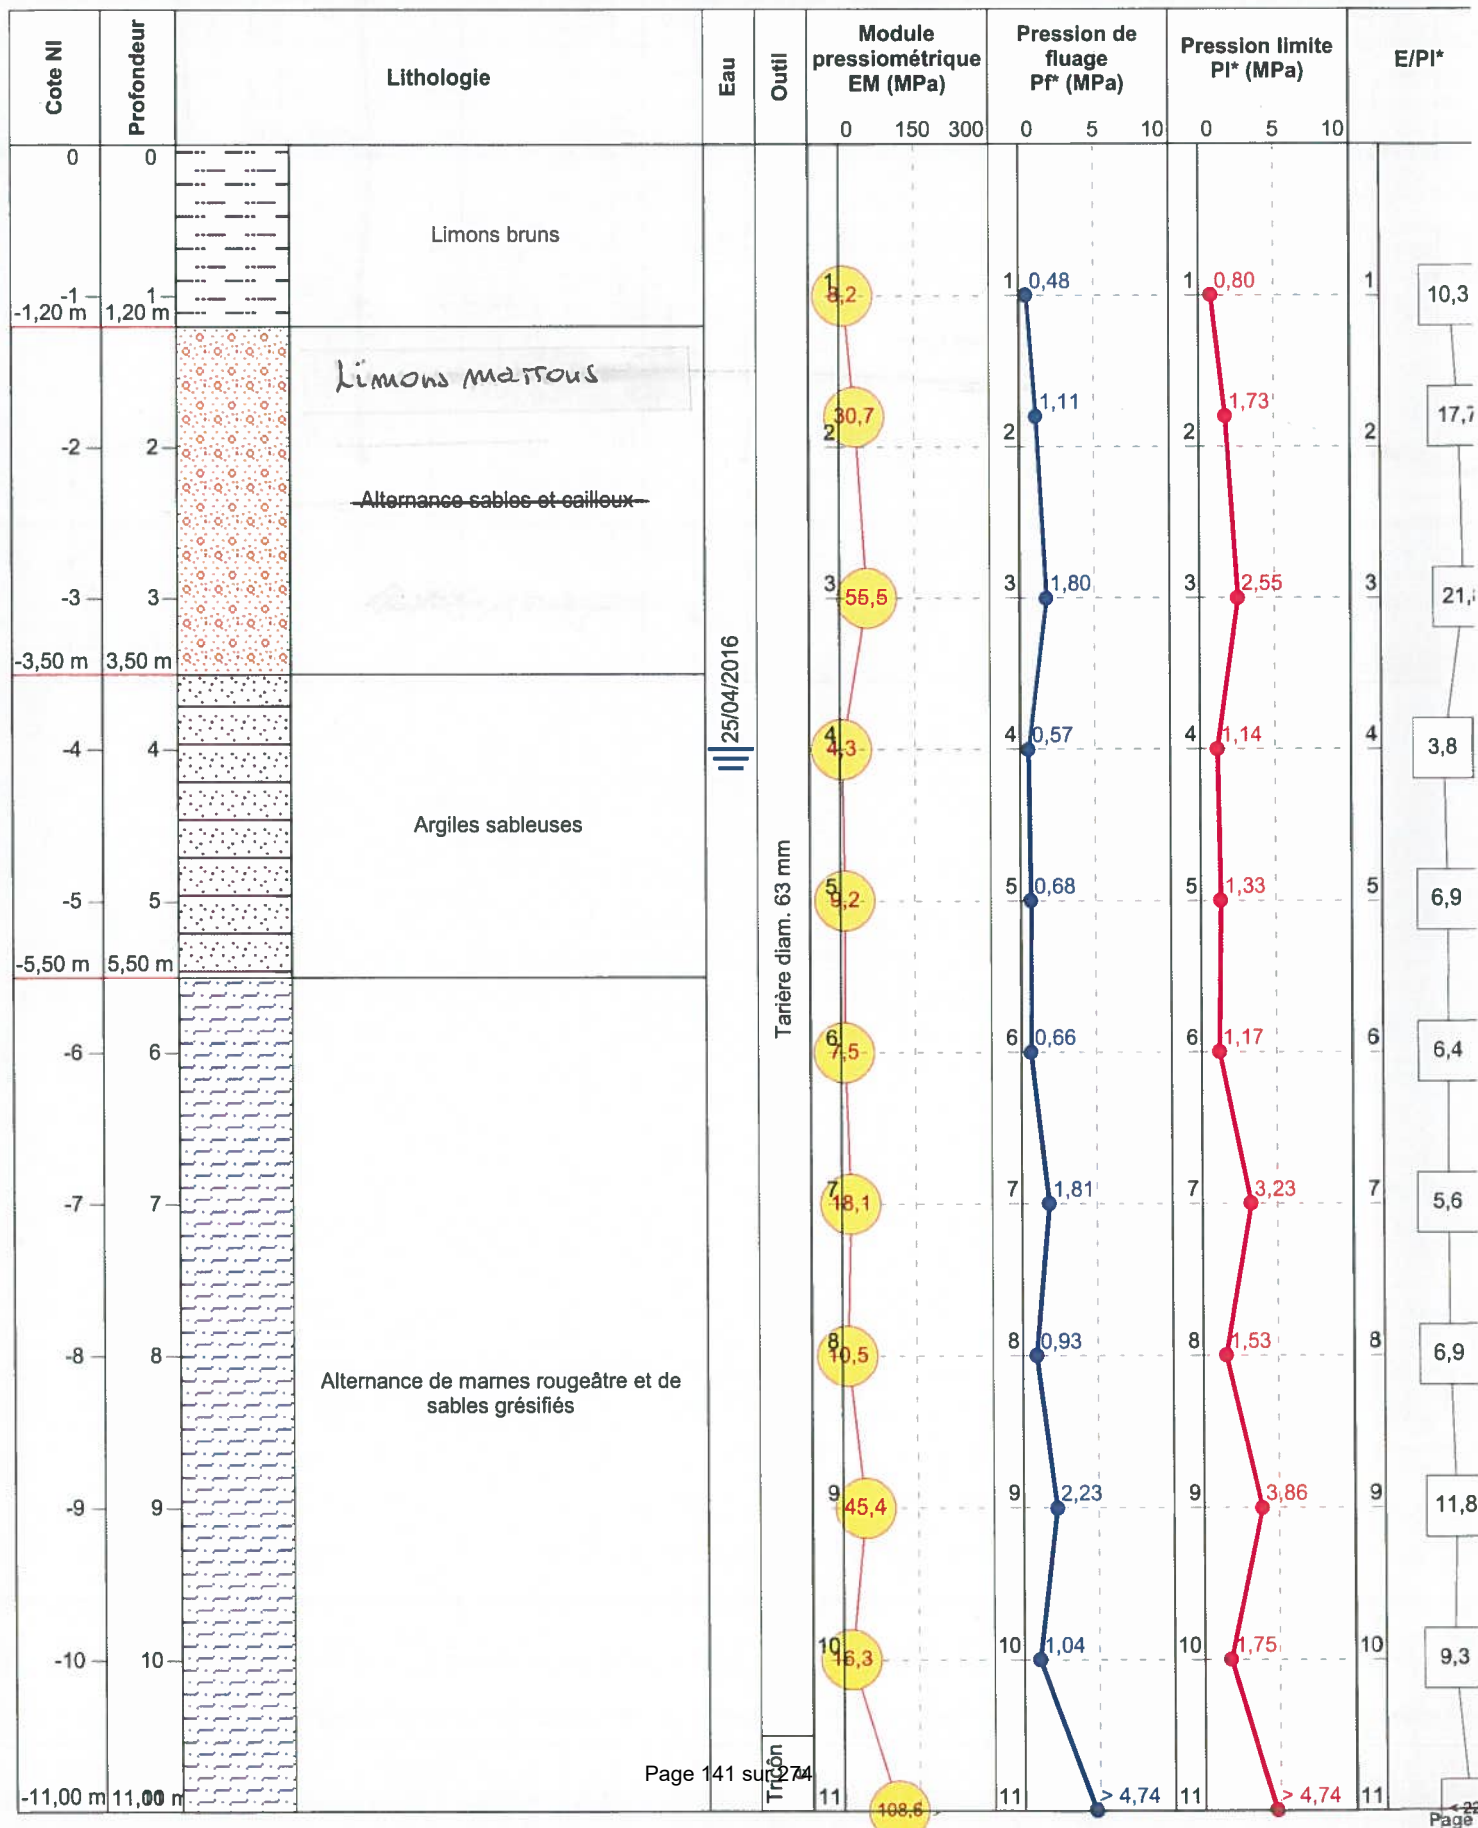 Cote NI
Profondeur
Lithologie
Eau
Outil
Module
pressiométrique
EM (MPa)
0 150 300
Pression de
fluage
Pf* (MPa)
0 5 10
Pression limite
Pl* (MPa)
0 5 10
E/Pl*
0 0
Limons bruns
-1 1 1 8,2 1 0,48 1 0,80 1 10,3
-1,20 m 1,20 m
Limons marrons
30,7 1,11 1,73 17,7
-2 2 2 2 2 2
Alternance sables et cailloux
-3 3 3 55,5 3 1,80 3 2,55 3
-3,50 m 3,50 m
25/04/2016
-4 4 4 4,3 4 0,57 4 1,14 4 3,8
Argiles sableuses
Tarière diam. 63 mm
-5 5 5 9,2 5 0,68 5 1,33 5 6,9
-5,50 m 5,50 m
-6 6 6 7,5 6 0,66 6 1,17 6 6,4
-7 7 7 18,1 7 1,81 7 3,23 7 5,6
-8 8 8 10,5 8 0,93 8 1,53 8 6,9
Alternance de marnes rougeâtre et de
sables grésifiés
-9 9 9 45,4 9 2,23 9 3,86 9 11,8
-10 10 10 16,3 10 1,04 10 1,75 10 9,3
Tricôn
Page 141 sur 274
-11,00 m 11,00 m 11 108,6 11 > 4,74 11 > 4,74 11
Page